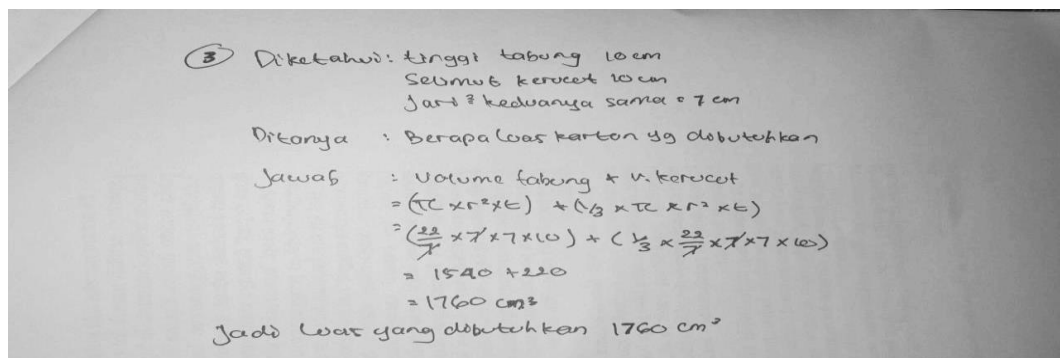 ③ Diketahui: tinggi tabung 10 cm
Selimut kerucut 10 cm
Jari² keduanya sama = 7 cm
Ditanya : Berapa luas karton yg dibutuhkan
Jawab : Volume tabung + v. kerucut
= (π × r² × t) + (1/3 × π × r² × t)
= (22/7 × 7 × 7 × 10) + (1/3 × 22/7 × 7 × 7 × 10)
= 1540 + 220
= 1760 cm³
Jadi luas yang dibutuhkan 1760 cm³